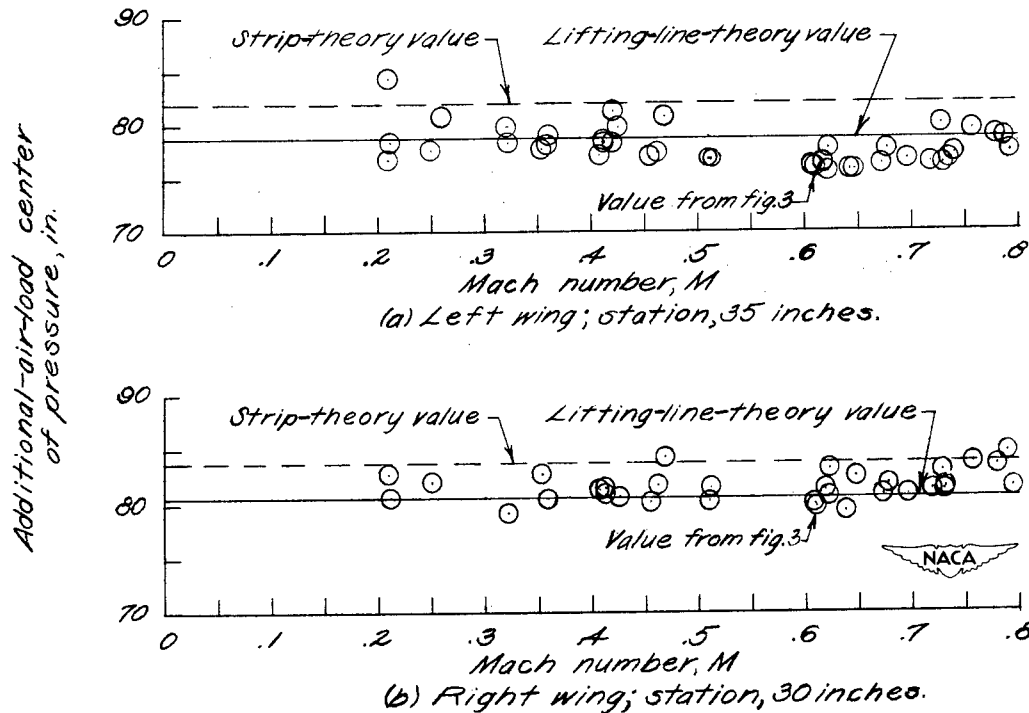 Additional-air-load center
of pressure, in.
90
80
70
Strip-theory value
Lifting-line-theory value
Value from fig. 3
0 .1 .2 .3 .4 .5 .6 .7 .8
Mach number, M
(a) Left wing; station, 35 inches.
90
80
70
Strip-theory value
Lifting-line-theory value
Value from fig. 3
NACA
0 .1 .2 .3 .4 .5 .6 .7 .8
Mach number, M
(b) Right wing; station, 30 inches.